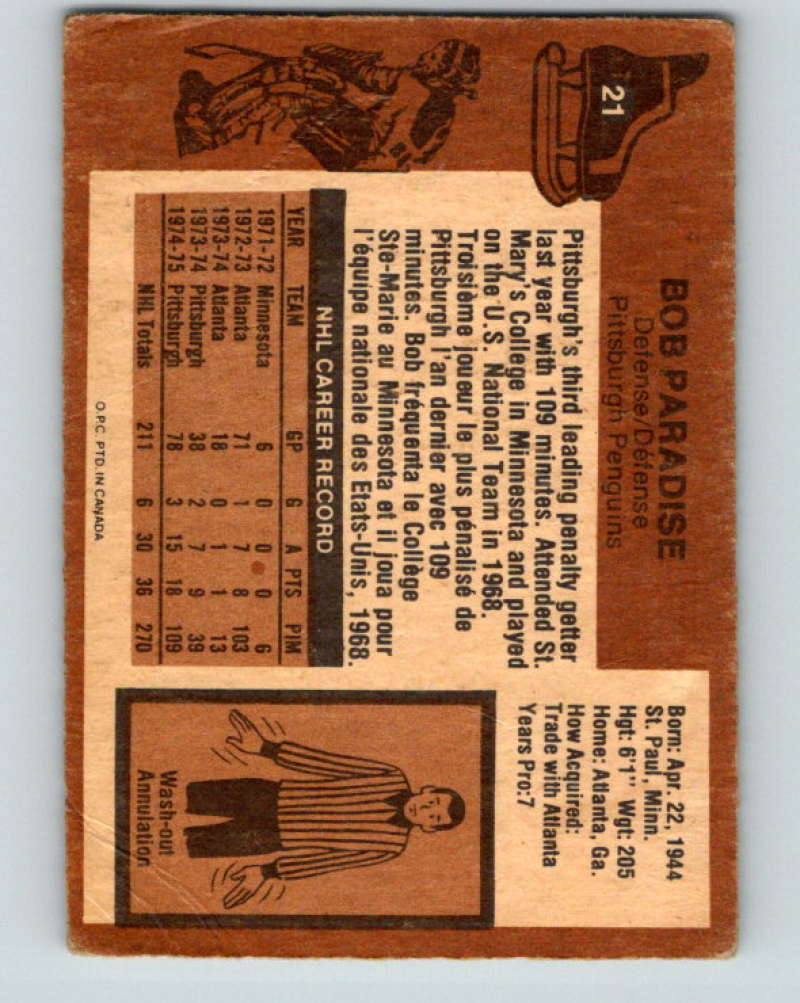 21
BOB PARADISE
Defense/Défense
Pittsburgh Penguins
Born: Apr. 22, 1944
St. Paul, Minn.
Hgt: 6'1" Wgt: 205
Home: Atlanta, Ga.
How Acquired:
Trade with Atlanta
Years Pro:7
Pittsburgh's third leading penalty getter
last year with 109 minutes. Attended St.
Mary's College in Minnesota and played
on the U.S. National Team in 1968.
Troisième joueur le plus pénalisé de
Pittsburgh l'an dernier avec 109
minutes. Bob fréquenta le Collège
Ste-Marie au Minnesota et il joua pour
l'équipe nationale des Etats-Unis, 1968.
NHL CAREER RECORD
YEAR TEAM GP G A PTS PIM
1971-72 Minnesota 6 0 0 0 6
1972-73 Atlanta 71 1 7 8 103
1973-74 Atlanta 18 0 1 1 13
1973-74 Pittsburgh 38 2 7 9 39
1974-75 Pittsburgh 78 3 15 18 109
NHL Totals 211 6 30 36 270
Wash-out
Annulation
O.P.C. PTD. IN CANADA